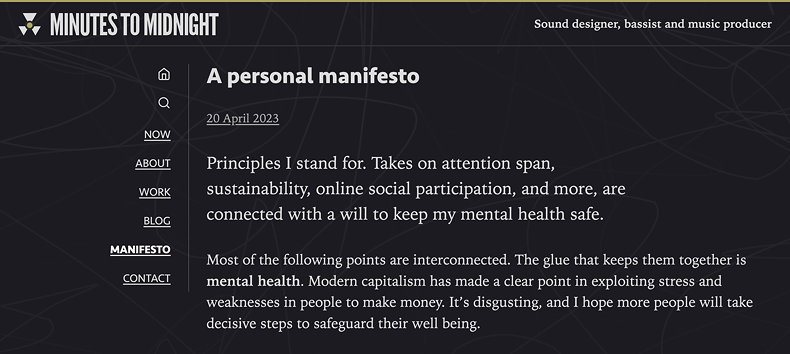 MINUTES TO MIDNIGHT
Sound designer, bassist and music producer
NOW
ABOUT
WORK
BLOG
MANIFESTO
CONTACT
A personal manifesto
20 April 2023
Principles I stand for. Takes on attention span,
sustainability, online social participation, and more, are
connected with a will to keep my mental health safe.
Most of the following points are interconnected. The glue that keeps them together is
mental health. Modern capitalism has made a clear point in exploiting stress and
weaknesses in people to make money. It’s disgusting, and I hope more people will take
decisive steps to safeguard their well being.